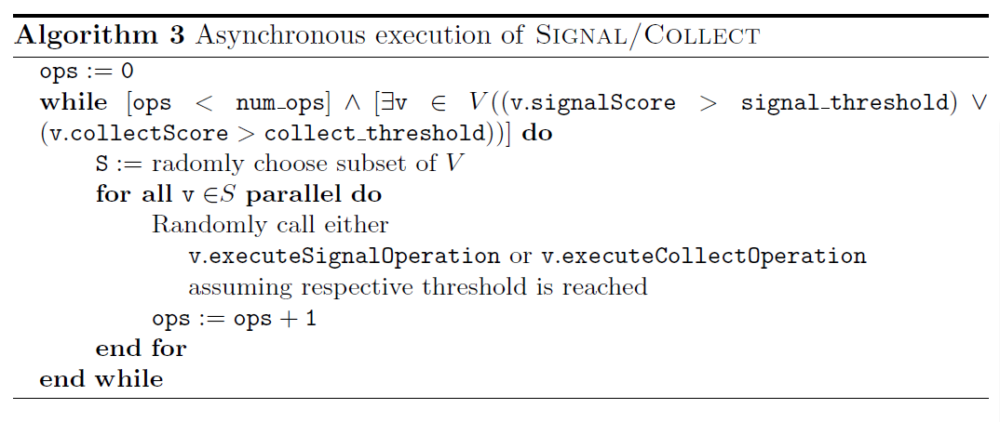 Algorithm 3 Asynchronous execution of SIGNAL/COLLECT
ops := 0
while [ops < num_ops] ∧ [∃v ∈ V((v.signalScore > signal_threshold) ∨
(v.collectScore > collect_threshold))] do
S := radomly choose subset of V
for all v ∈S parallel do
Randomly call either
v.executeSignalOperation or v.executeCollectOperation
assuming respective threshold is reached
ops := ops + 1
end for
end while